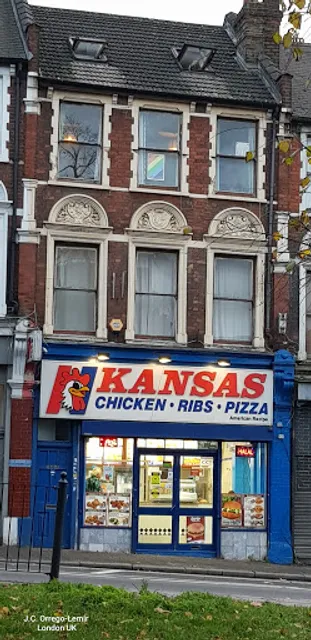 KANSAS
CHICKEN • RIBS • PIZZA
American Recipe
HALAL
J.C. Orrego-Lemir
London UK